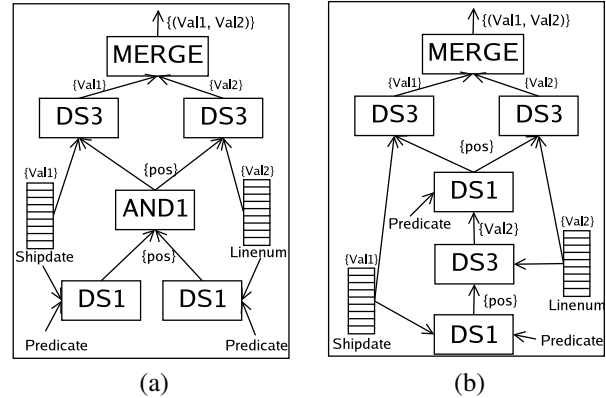 {(Val1, Val2)}
MERGE
{Val1}
{Val2}
DS3
DS3
{Val1}
{pos}
{Val2}
AND1
Shipdate
Linenum
{pos}
DS1
DS1
Predicate
Predicate
(a)
{(Val1, Val2)}
MERGE
{Val1}
{Val2}
DS3
DS3
{pos}
DS1
Predicate
{Val2}
{Val2}
{Val1}
DS3
Linenum
{pos}
Shipdate
DS1
Predicate
(b)